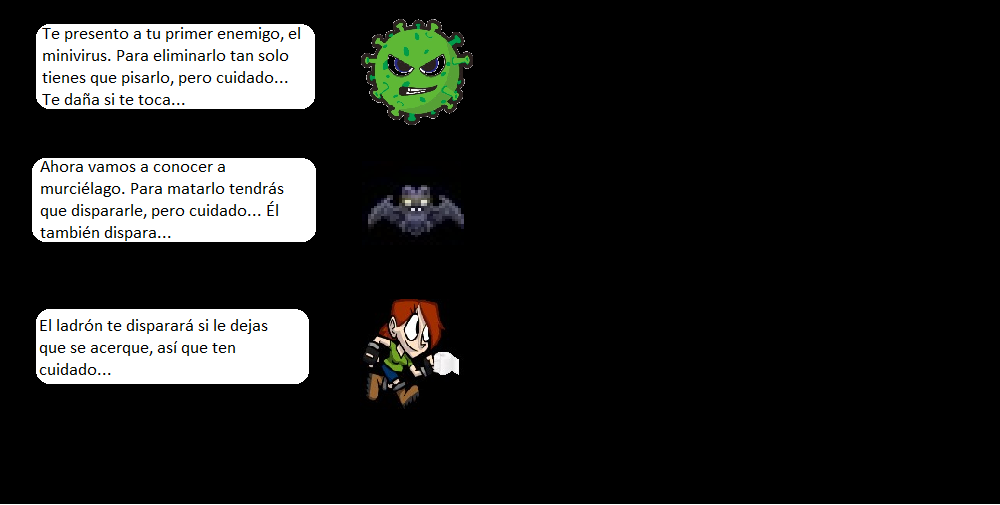 Te presento a tu primer enemigo, el
minivirus. Para eliminarlo tan solo
tienes que pisarlo, pero cuidado...
Te daña si te toca...
Ahora vamos a conocer a
murciélago. Para matarlo tendrás
que dispararle, pero cuidado... Él
también dispara...
El ladrón te disparará si le dejas
que se acerque, así que ten
cuidado...